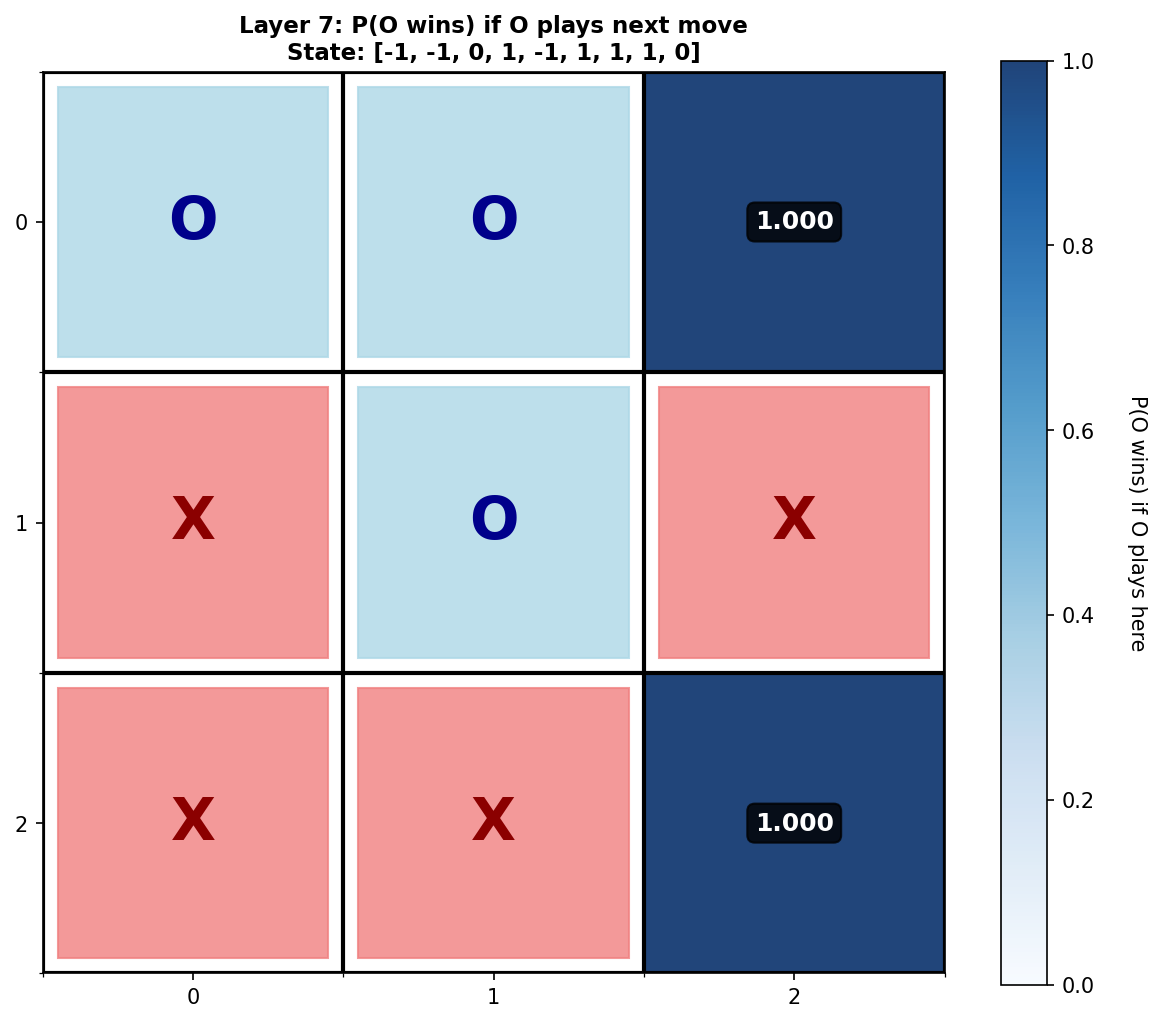 Layer 7: P(O wins) if O plays next move
State: [-1, -1, 0, 1, -1, 1, 1, 1, 0]
0
O
O
1.000
1
X
O
X
2
X
X
1.000
0
1
2
1.0
0.8
0.6
0.4
0.2
0.0
P(O wins) if O plays here